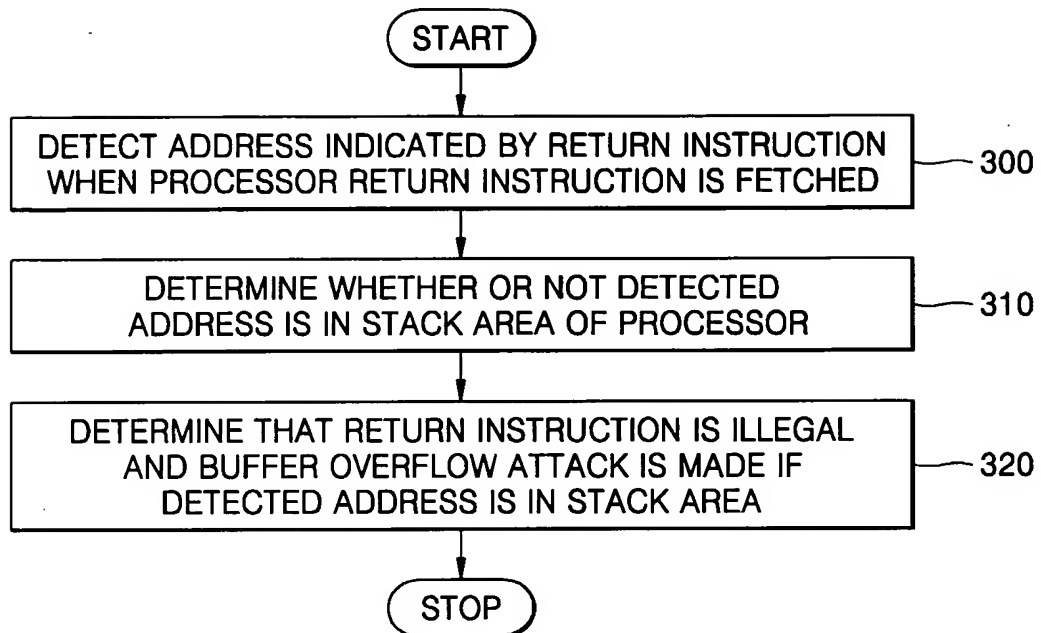 START
DETECT ADDRESS INDICATED BY RETURN INSTRUCTION
WHEN PROCESSOR RETURN INSTRUCTION IS FETCHED
300
DETERMINE WHETHER OR NOT DETECTED
ADDRESS IS IN STACK AREA OF PROCESSOR
310
DETERMINE THAT RETURN INSTRUCTION IS ILLEGAL
AND BUFFER OVERFLOW ATTACK IS MADE IF
DETECTED ADDRESS IS IN STACK AREA
320
STOP